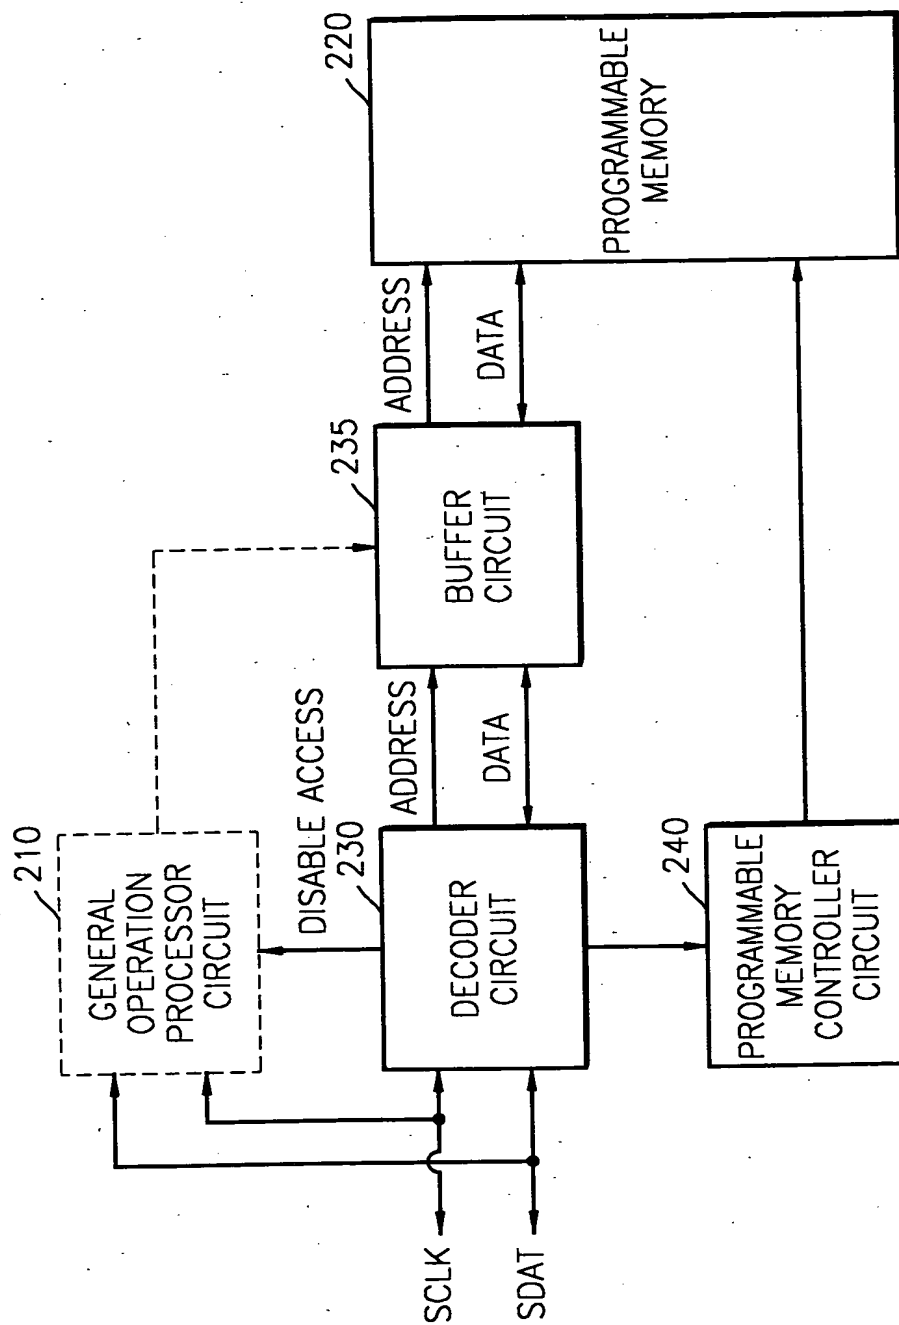 210
GENERAL
OPERATION
PROCESSOR
CIRCUIT
DISABLE ACCESS
SCLK
SDAT
230
DECODER
CIRCUIT
ADDRESS
DATA
235
BUFFER
CIRCUIT
ADDRESS
DATA
220
PROGRAMMABLE
MEMORY
240
PROGRAMMABLE
MEMORY
CONTROLLER
CIRCUIT